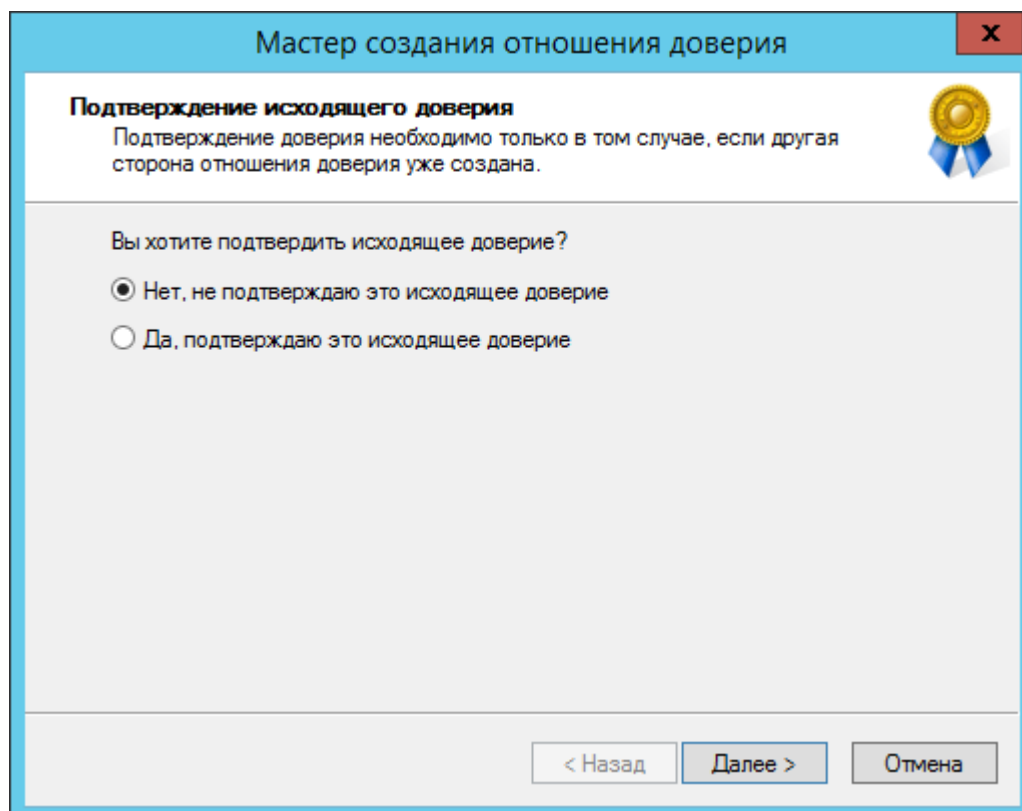 Мастер создания отношения доверия
x
Подтверждение исходящего доверия
Подтверждение доверия необходимо только в том случае, если другая
сторона отношения доверия уже создана.
Вы хотите подтвердить исходящее доверие?
Нет, не подтверждаю это исходящее доверие
Да, подтверждаю это исходящее доверие
< Назад
Далее >
Отмена